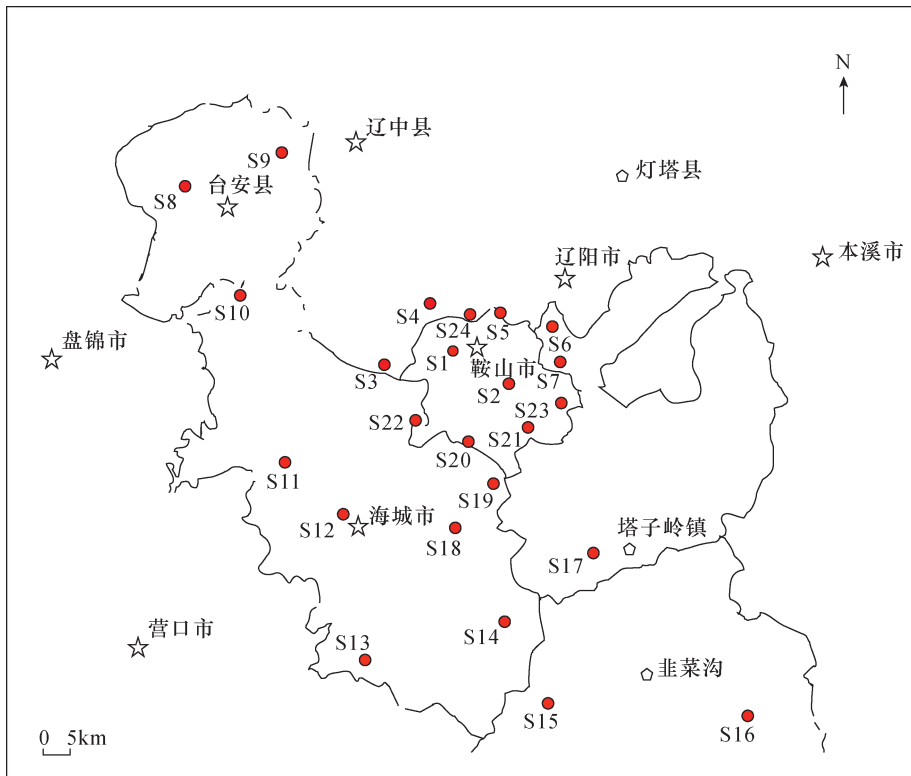 N
辽中县
S9
灯塔县
台安县
S8
辽阳市
本溪市
S10
S4
S24
S5
S6
盘锦市
S1
鞍山市
S7
S3
S2
S23
S22
S21
S20
S11
S19
S12
海城市
S18
塔子岭镇
S17
营口市
S14
S13
韭菜沟
S15
S16
0 5km